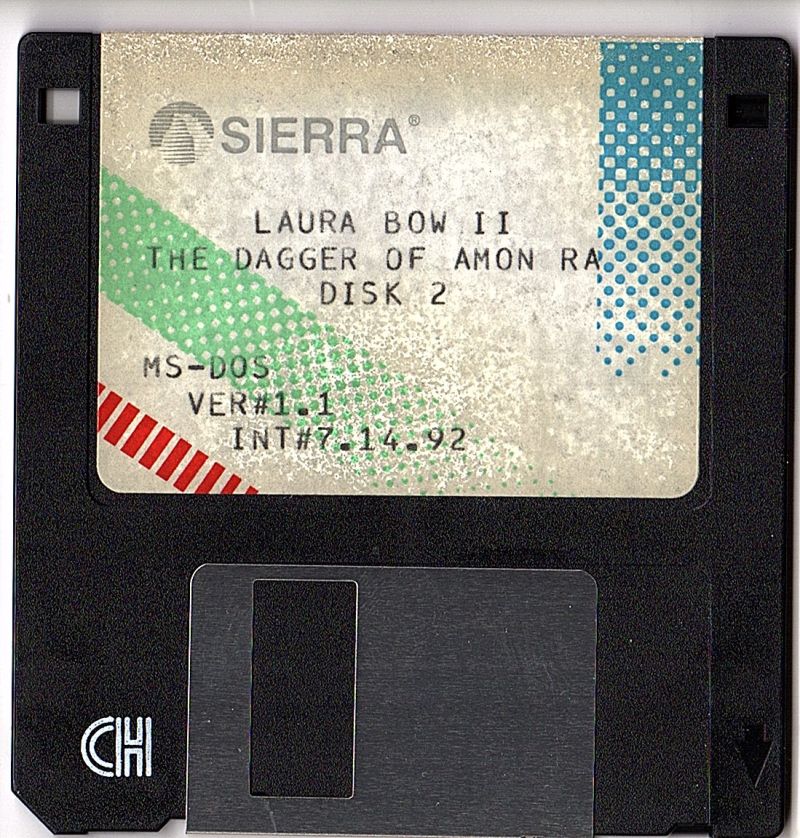 SIERRA®
LAURA BOW II
THE DAGGER OF AMON RA
DISK 2
MS-DOS
VER#1.1
INT#7.14.92
CH